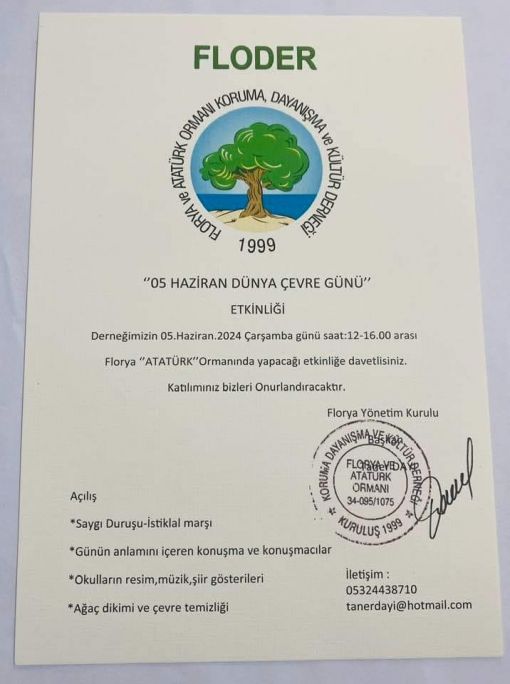 FLODER
FLORYA ve ATATÜRK ORMANI KORUMA, DAYANIŞMA ve KÜLTÜR DERNEĞİ
1999
‘‘05 HAZİRAN DÜNYA ÇEVRE GÜNÜ’’
ETKİNLİĞİ
Derneğimizin 05.Haziran.2024 Çarşamba günü saat:12-16.00 arası
Florya ‘‘ATATÜRK’’Ormanında yapacağı etkinliğe davetlisiniz.
Katılımınız bizleri Onurlandıracaktır.
Florya Yönetim Kurulu
Başkan
KORUMA DAYANIŞMA VE KÜLTÜR DERNEĞİ
FLORYA VE
ATATÜRK
ORMANI
34-095/1075
KURULUŞ 1999
Açılış
*Saygı Duruşu-İstiklal marşı
*Günün anlamını içeren konuşma ve konuşmacılar
*Okulların resim,müzik,şiir gösterileri
*Ağaç dikimi ve çevre temizliği
İletişim :
05324438710
tanerdayi@hotmail.com